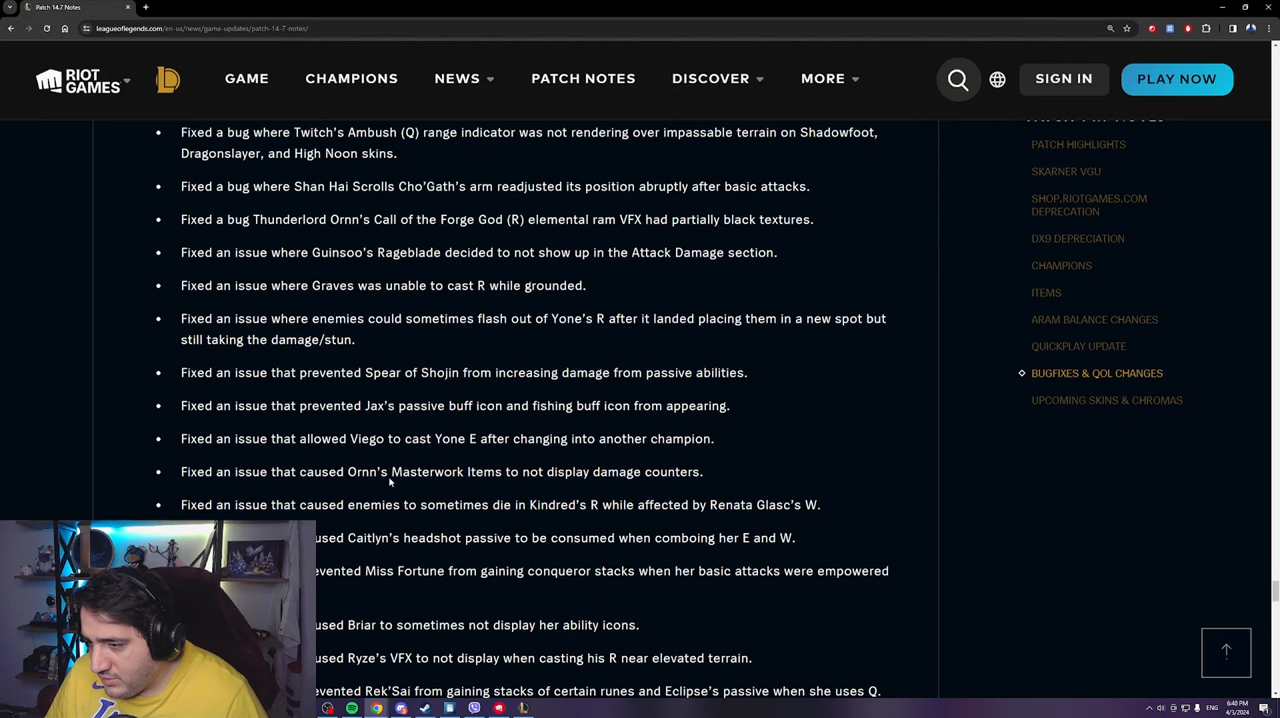 Patch 14.7 Notes
leagueoflegends.com/en-us/news/game-updates/patch-14-7-notes/
RIOT GAMES
GAME
CHAMPIONS
NEWS
PATCH NOTES
DISCOVER
MORE
SIGN IN
PLAY NOW
Fixed a bug where Twitch's Ambush (Q) range indicator was not rendering over impassable terrain on Shadowfoot,
Dragonslayer, and High Noon skins.
Fixed a bug where Shan Hai Scrolls Cho'Gath's arm readjusted its position abruptly after basic attacks.
Fixed a bug Thunderlord Ornn's Call of the Forge God (R) elemental ram VFX had partially black textures.
Fixed an issue where Guinsoo's Rageblade decided to not show up in the Attack Damage section.
Fixed an issue where Graves was unable to cast R while grounded.
Fixed an issue where enemies could sometimes flash out of Yone's R after it landed placing them in a new spot but
still taking the damage/stun.
Fixed an issue that prevented Spear of Shojin from increasing damage from passive abilities.
Fixed an issue that prevented Jax's passive buff icon and fishing buff icon from appearing.
Fixed an issue that allowed Viego to cast Yone E after changing into another champion.
Fixed an issue that caused Ornn's Masterwork Items to not display damage counters.
Fixed an issue that caused enemies to sometimes die in Kindred's R while affected by Renata Glasc's W.
used Caitlyn's headshot passive to be consumed when comboing her E and W.
evented Miss Fortune from gaining conqueror stacks when her basic attacks were empowered
used Briar to sometimes not display her ability icons.
used Ryze's VFX to not display when casting his R near elevated terrain.
evented Rek'Sai from gaining stacks of certain runes and Eclipse's passive when she uses Q.
PATCH HIGHLIGHTS
SKARNER VGU
SHOP.RIOTGAMES.COM
DEPRECATION
DX9 DEPRECIATION
CHAMPIONS
ITEMS
ARAM BALANCE CHANGES
QUICKPLAY UPDATE
BUGFIXES & QOL CHANGES
UPCOMING SKINS & CHROMAS
ENG
6:40 PM
4/3/2024